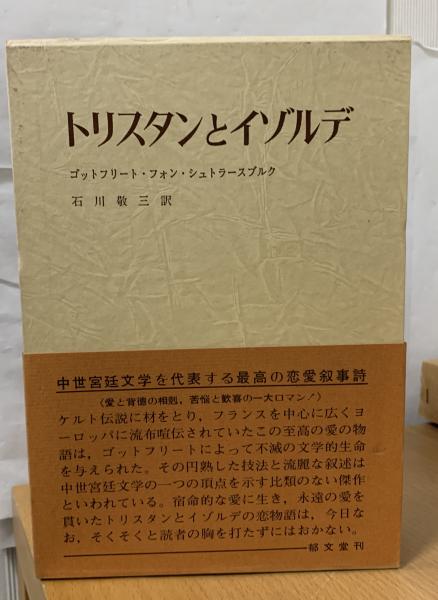 トリスタンとイゾルデ
ゴットフリート・フォン・シュトラースブルク
石川敬三訳
中世宮廷文学を代表する最高の恋愛叙事詩
〈愛と背徳の相剋，苦悩と歓喜の一大ロマン！〉
ケルト伝説に材をとり，フランスを中心に広くヨ
ーロッパに流布喧伝されていたこの至高の愛の物
語は，ゴットフリートによって不滅の文学的生命
を与えられた。その円熟した技法と流麗な叙述は
中世宮廷文学の一つの頂点を示す比類のない傑作
といわれている。宿命的な愛に生き，永遠の愛を
貫いたトリスタンとイゾルデの恋物語は，今日な
お，そくそくと読者の胸を打たずにはおかない。
郁文堂刊